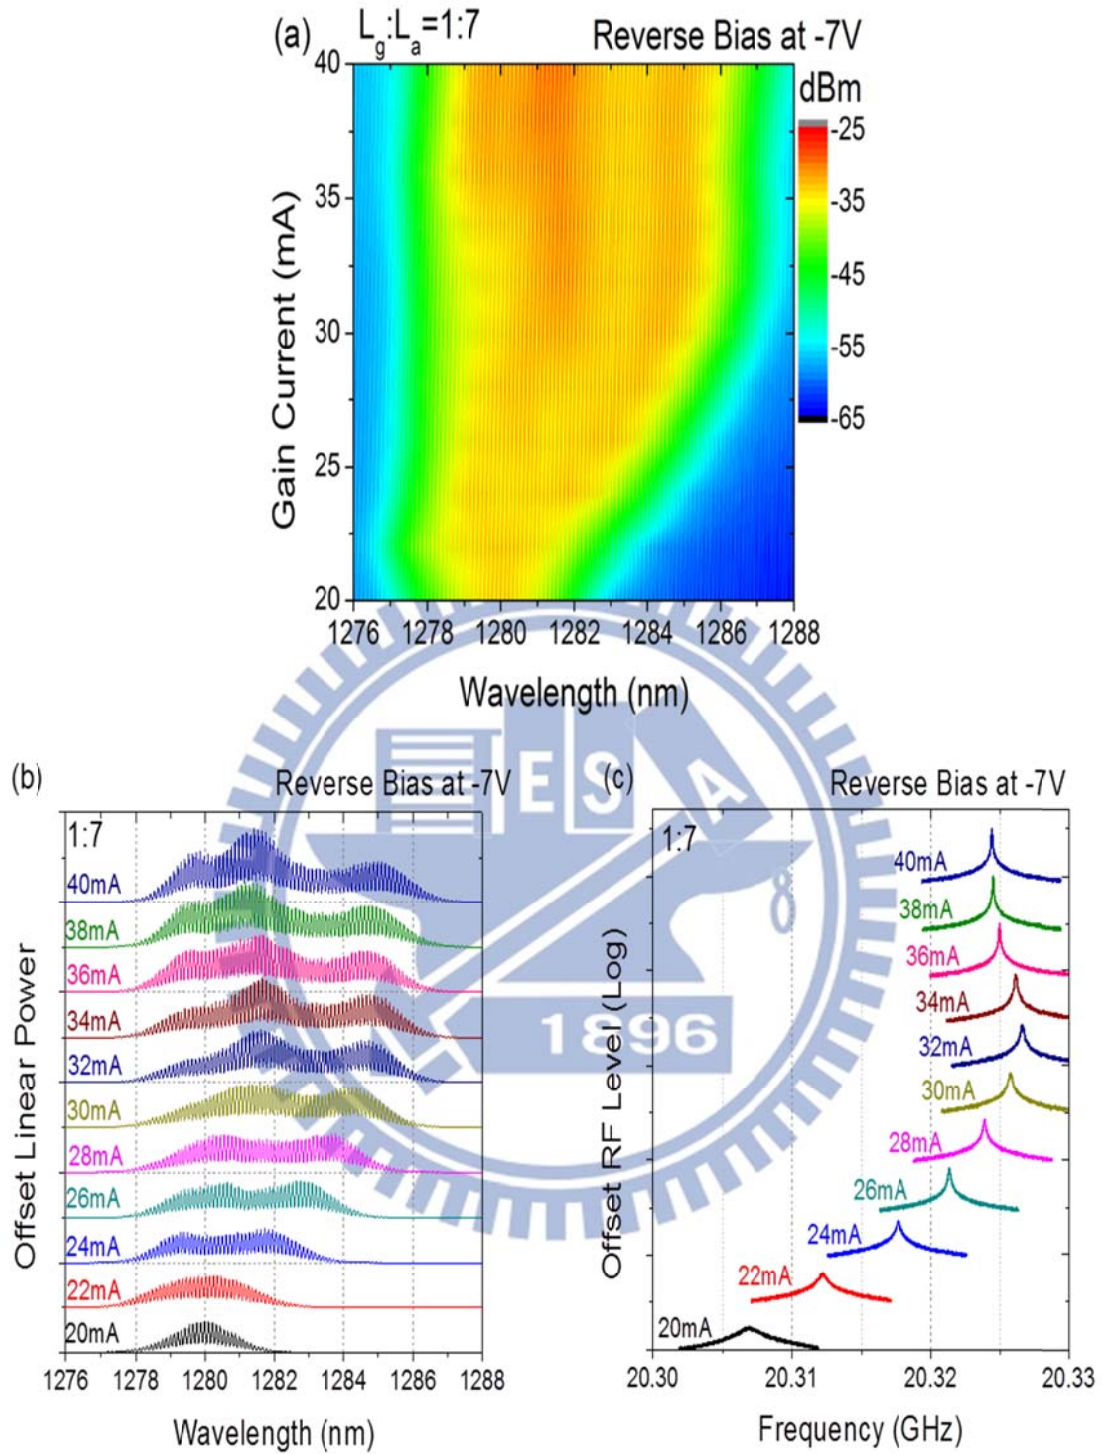 (a) Lg:La=1:7 Reverse Bias at -7V
dBm
-25
-35
-45
-55
-65
Gain Current (mA)
40
35
30
25
20
1276 1278 1280 1282 1284 1286 1288
Wavelength (nm)
ESA
1896
(b) Reverse Bias at -7V
1:7
40mA
38mA
36mA
34mA
32mA
30mA
28mA
26mA
24mA
22mA
20mA
Offset Linear Power
1276 1278 1280 1282 1284 1286 1288
Wavelength (nm)
(c) Reverse Bias at -7V
1:7
40mA
38mA
36mA
34mA
32mA
30mA
28mA
26mA
24mA
22mA
20mA
Offset RF Level (Log)
20.30 20.31 20.32 20.33
Frequency (GHz)